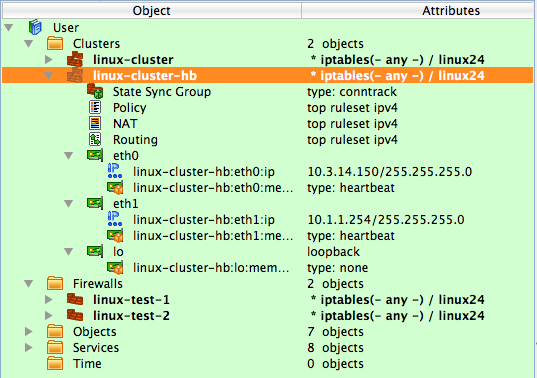 Object Attributes
User
Clusters 2 objects
linux-cluster * iptables(- any -) / linux24
linux-cluster-hb * iptables(- any -) / linux24
State Sync Group type: conntrack
Policy top ruleset ipv4
NAT top ruleset ipv4
Routing top ruleset ipv4
eth0
IP linux-cluster-hb:eth0:ip 10.3.14.150/255.255.255.0
linux-cluster-hb:eth0:me... type: heartbeat
eth1
IP linux-cluster-hb:eth1:ip 10.1.1.254/255.255.255.0
linux-cluster-hb:eth1:me... type: heartbeat
lo loopback
linux-cluster-hb:lo:mem... type: none
Firewalls 2 objects
linux-test-1 * iptables(- any -) / linux24
linux-test-2 * iptables(- any -) / linux24
Objects 7 objects
Services 8 objects
Time 0 objects